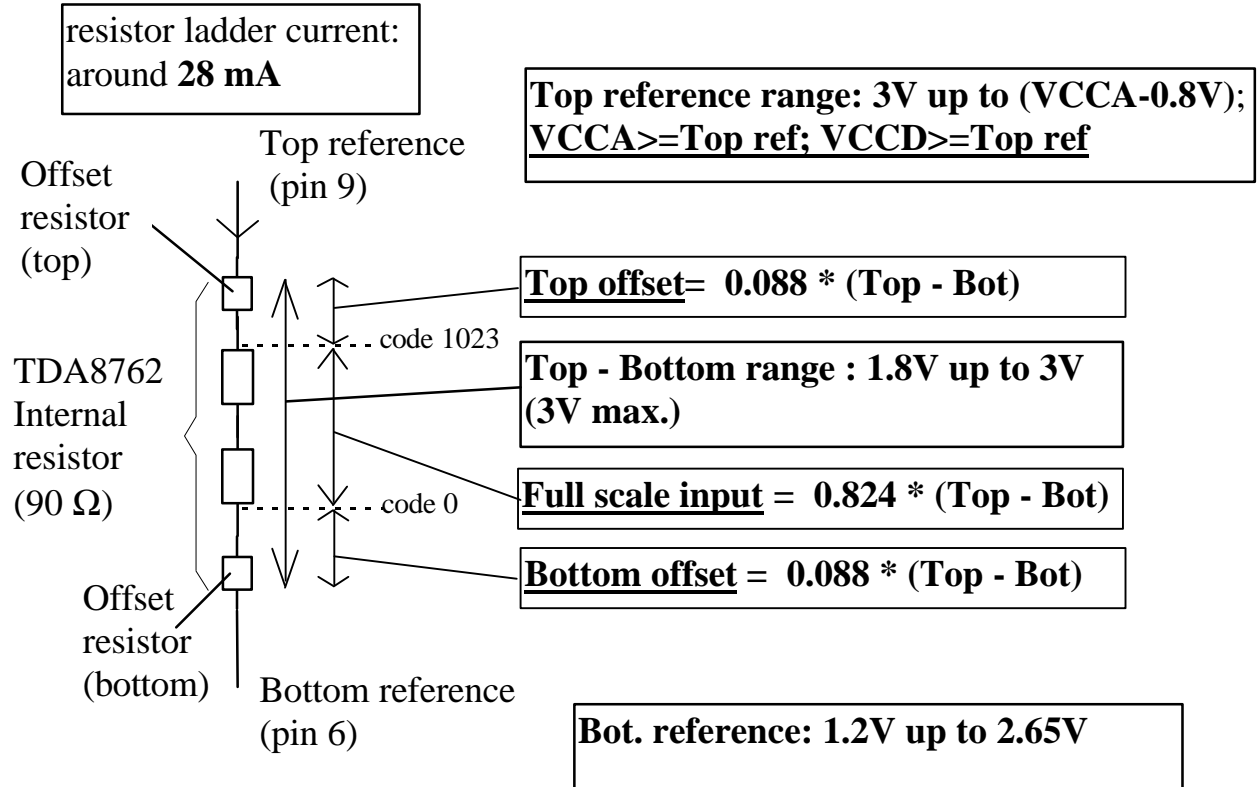 resistor ladder current:
around 28 mA
Top reference range: 3V up to (VCCA-0.8V);
VCCA>=Top ref; VCCD>=Top ref
Top reference
(pin 9)
Offset
resistor
(top)
Top offset= 0.088 * (Top - Bot)
code 1023
TDA8762
Internal
resistor
(90 Ω)
Top - Bottom range : 1.8V up to 3V
(3V max.)
Full scale input = 0.824 * (Top - Bot)
code 0
Bottom offset = 0.088 * (Top - Bot)
Offset
resistor
(bottom)
Bottom reference
(pin 6)
Bot. reference: 1.2V up to 2.65V